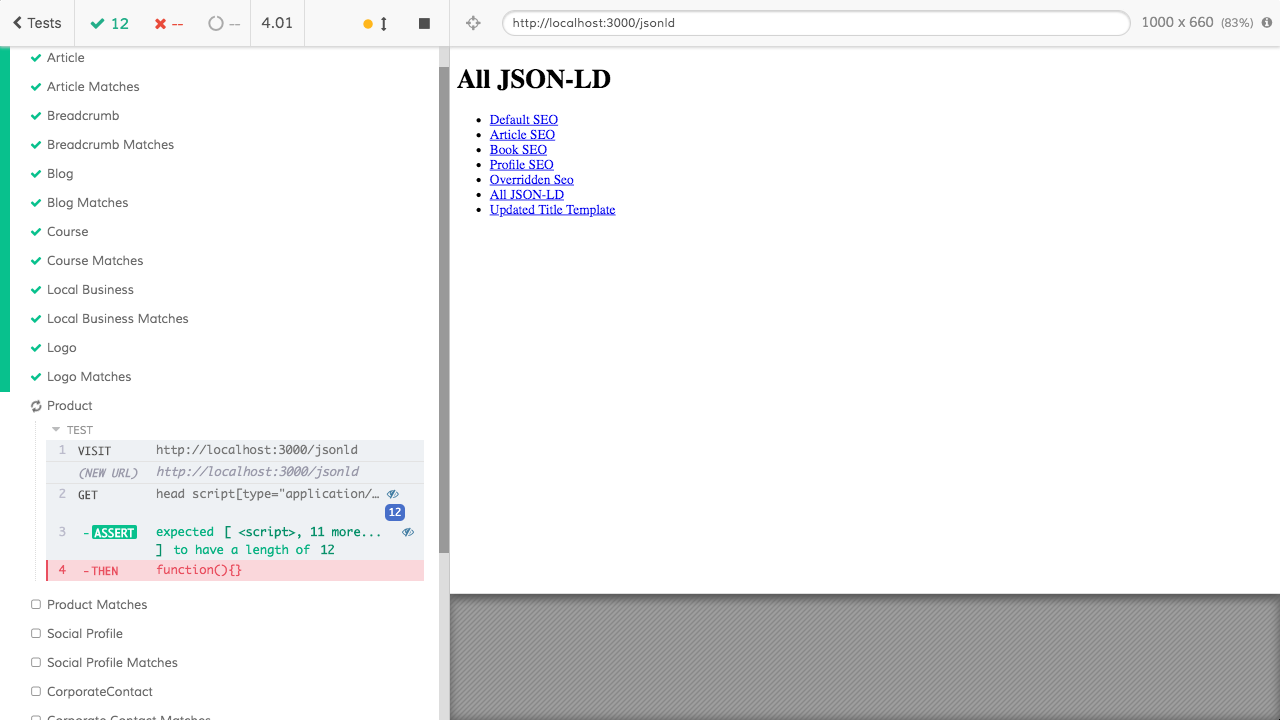 Tests
12
--
--
4.01
http://localhost:3000/jsonld
1000 x 660 (83%)
Article
Article Matches
Breadcrumb
Breadcrumb Matches
Blog
Blog Matches
Course
Course Matches
Local Business
Local Business Matches
Logo
Logo Matches
Product
TEST
1 VISIT http://localhost:3000/jsonld
(NEW URL) http://localhost:3000/jsonld
2 GET head script[type="application/…
12
3 -ASSERT expected [ <script>, 11 more...
] to have a length of 12
4 -THEN function(){}
Product Matches
Social Profile
Social Profile Matches
CorporateContact
Corporate Contact Matches
All JSON-LD
Default SEO
Article SEO
Book SEO
Profile SEO
Overridden Seo
All JSON-LD
Updated Title Template